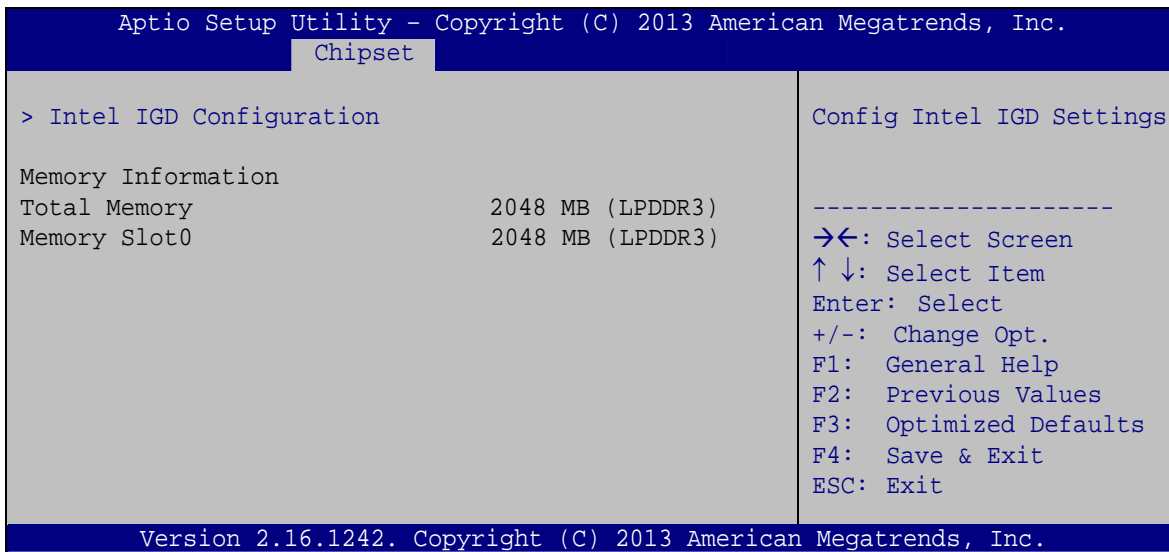 Aptio Setup Utility – Copyright (C) 2013 American Megatrends, Inc.
Chipset
> Intel IGD Configuration
Memory Information
Total Memory 2048 MB (LPDDR3)
Memory Slot0 2048 MB (LPDDR3)
Config Intel IGD Settings
---------------------
→←: Select Screen
↑ ↓: Select Item
Enter: Select
+/-: Change Opt.
F1: General Help
F2: Previous Values
F3: Optimized Defaults
F4: Save & Exit
ESC: Exit
Version 2.16.1242. Copyright (C) 2013 American Megatrends, Inc.